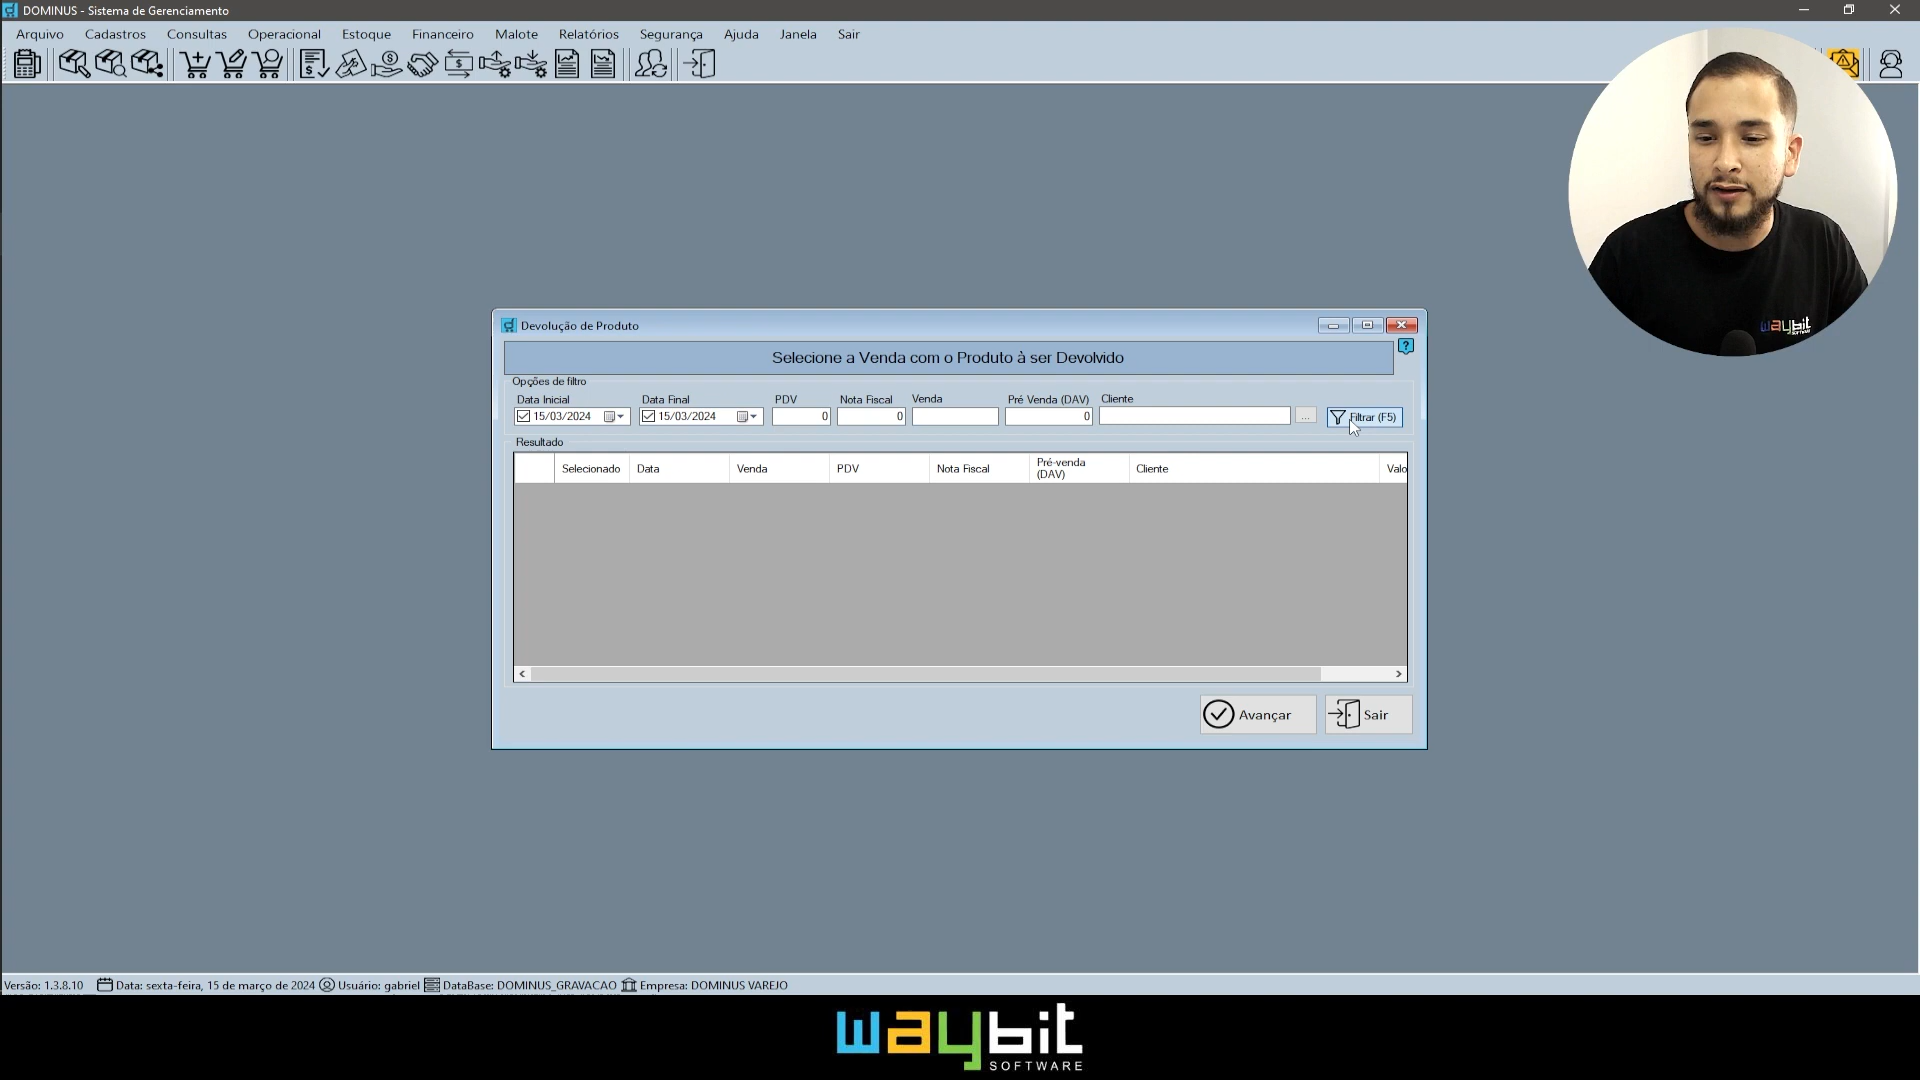 DOMINUS - Sistema de Gerenciamento
Arquivo Cadastros Consultas Operacional Estoque Financeiro Malote Relatórios Segurança Ajuda Janela Sair
waybit
Devolução de Produto
Selecione a Venda com o Produto à ser Devolvido
Opções de filtro
Data Inicial Data Final PDV Nota Fiscal Venda Pré Venda (DAV) Cliente
15/03/2024 15/03/2024 0 0 0 ... Filtrar (F5)
Resultado
Selecionado Data Venda PDV Nota Fiscal Pré-venda (DAV) Cliente Valo
Avançar Sair
Versão: 1.3.8.10 Data: sexta-feira, 15 de março de 2024 Usuário: gabriel DataBase: DOMINUS_GRAVACAO Empresa: DOMINUS VAREJO
waybit
SOFTWARE